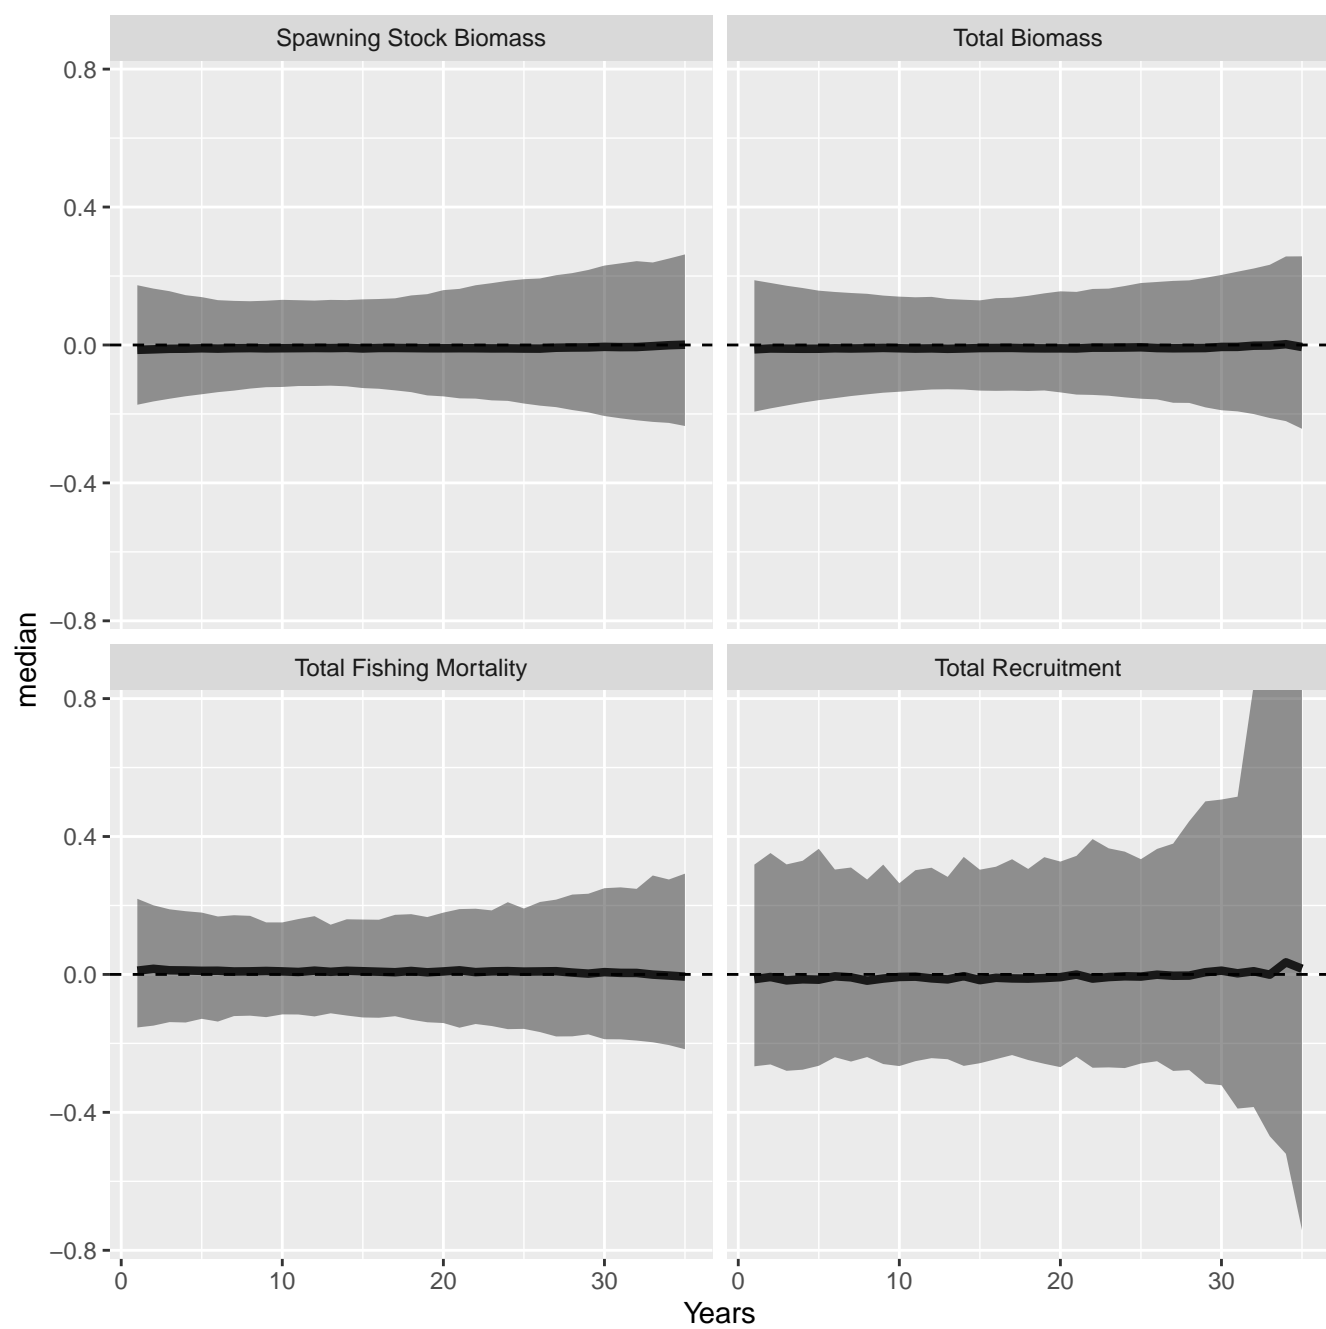 Spawning Stock Biomass
Total Biomass
0.8
0.4
0.0
−0.4
−0.8
median
Total Fishing Mortality
Total Recruitment
0.8
0.4
0.0
−0.4
−0.8
0 10 20 30 0 10 20 30
Years